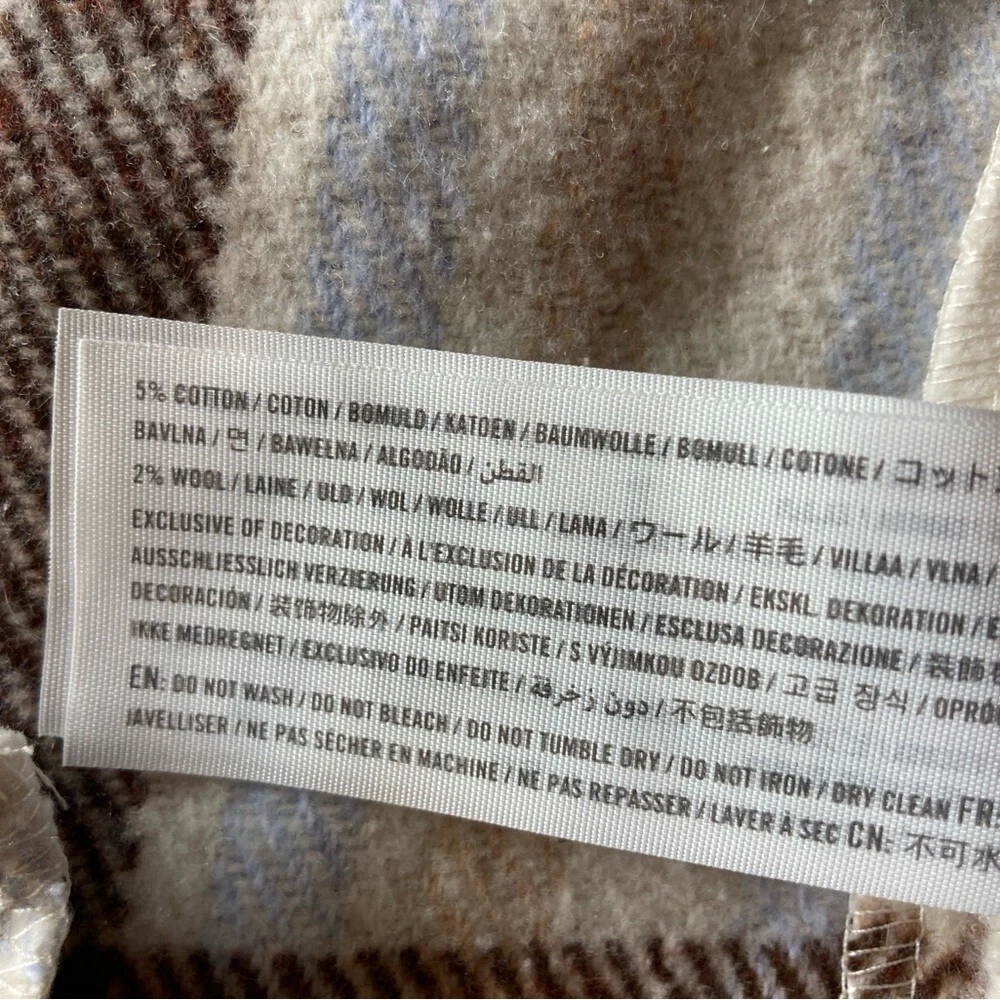 5% COTTON / COTON / BOMULD / KATOEN / BAUMWOLLE / BOMULL / COTONE / コット
BAVLNA / 면 / BAWEŁNA / ALGODÃO / القطن
2% WOOL / LAINE / ULD / WOL / WOLLE / ULL / LANA / ウール / 羊毛 / VILLAA / VLNA /
EXCLUSIVE OF DECORATION / À L'EXCLUSION DE LA DÉCORATION / EKSKL. DEKORATION /
AUSSCHLIESSLICH VERZIERUNG / UTOM DEKORATIONEN / ESCLUSA DECORAZIONE / 装飾
DECORACIÓN / 装飾物除外 / PAITSI KORISTE / S VÝJIMKOU OZDOB / 고급 장식 / OPRÓ
IKKE MEDREGNET / EXCLUSIVO DO ENFEITE / دون زخرفة / 不包括飾物
EN: DO NOT WASH / DO NOT BLEACH / DO NOT TUMBLE DRY / DO NOT IRON / DRY CLEAN FR:
JAVELLISER / NE PAS SÉCHER EN MACHINE / NE PAS REPASSER / LAVER À SEC CN: 不可水